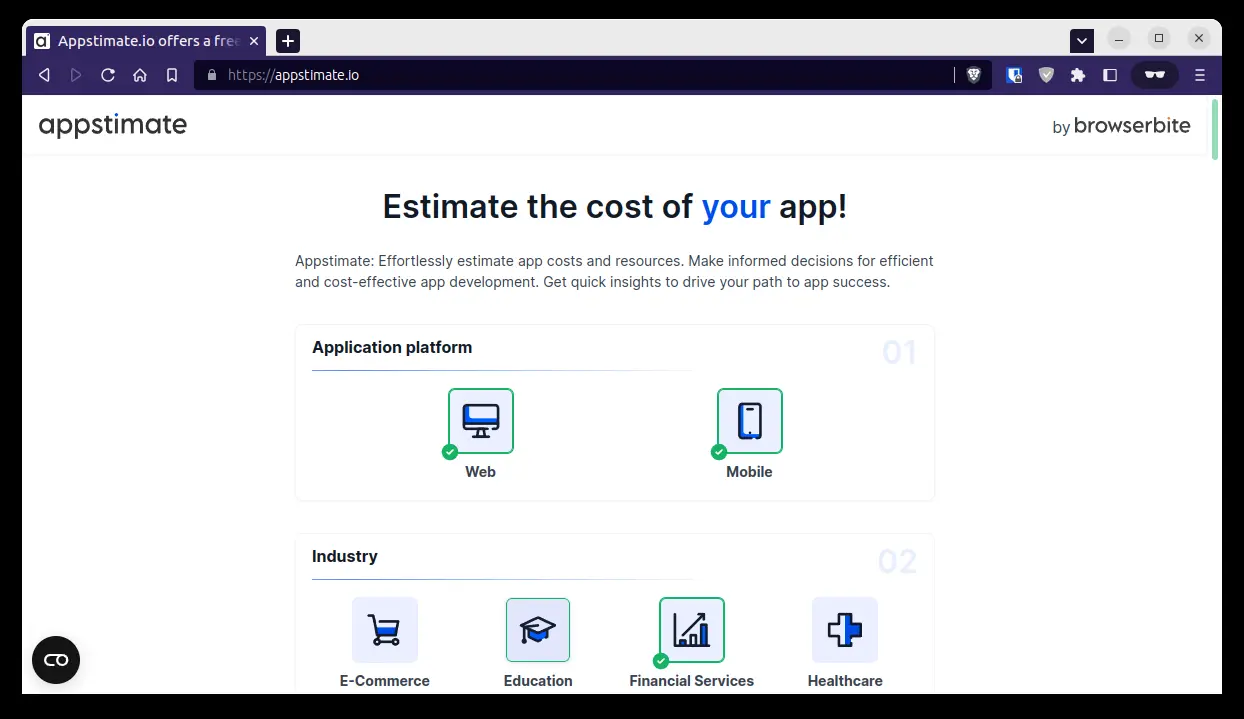 Appstimate.io offers a free
https://appstimate.io
appstimate
by browserbite
Estimate the cost of your app!
Appstimate: Effortlessly estimate app costs and resources. Make informed decisions for efficient
and cost-effective app development. Get quick insights to drive your path to app success.
Application platform
01
Web
Mobile
Industry
02
E-Commerce
Education
Financial Services
Healthcare